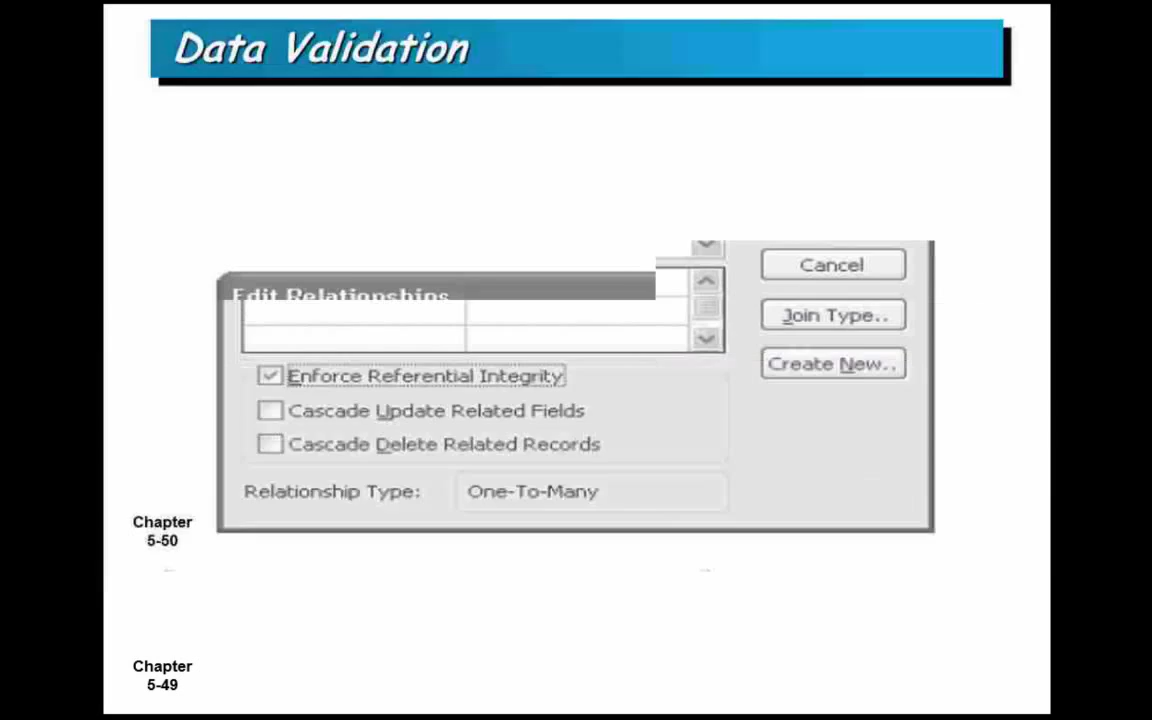 Data Validation
Cancel
Edit Relationships
Join Type..
Create New..
Enforce Referential Integrity
Cascade Update Related Fields
Cascade Delete Related Records
Relationship Type: One-To-Many
Chapter
5-50
Chapter
5-49